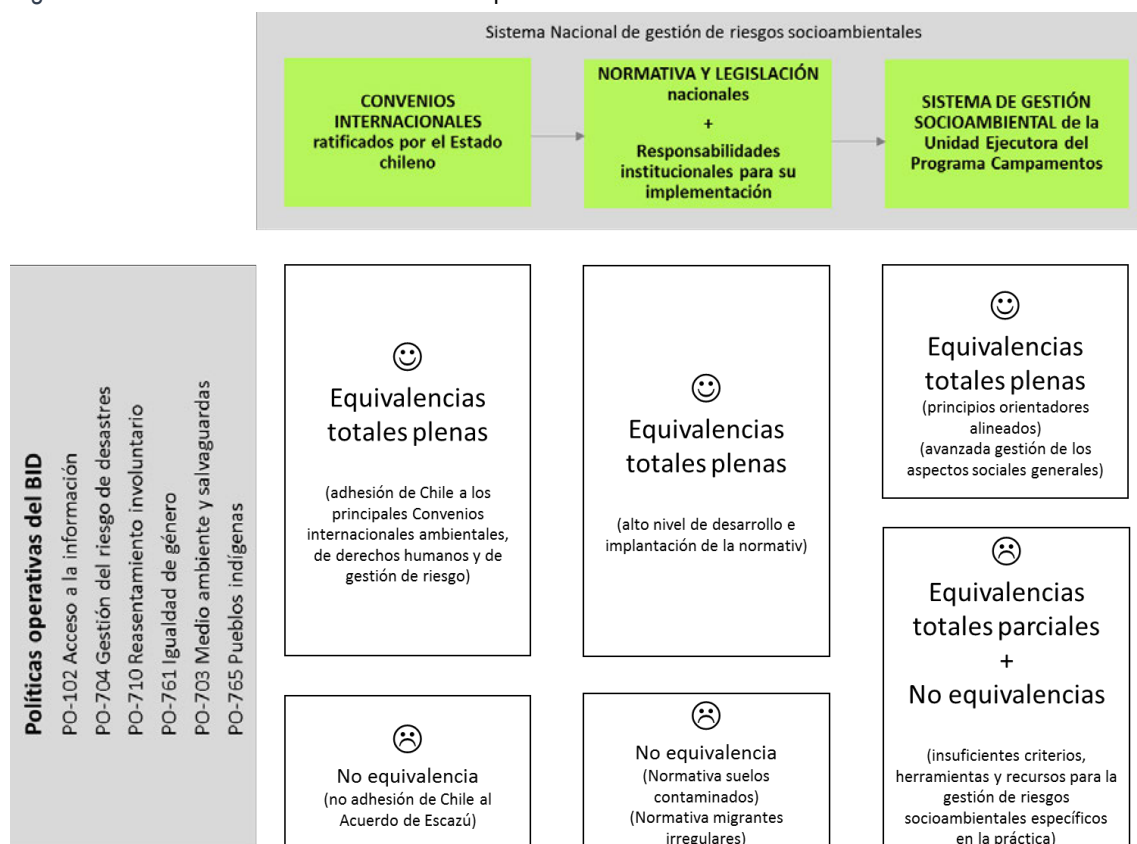 Sistema Nacional de gestión de riesgos socioambientales
CONVENIOS
INTERNACIONALES
ratificados por el Estado
chileno
NORMATIVA Y LEGISLACIÓN
nacionales
+
Responsabilidades
institucionales para su
implementación
SISTEMA DE GESTIÓN
SOCIOAMBIENTAL de la
Unidad Ejecutora del
Programa Campamentos
Políticas operativas del BID
PO-102 Acceso a la información
PO-704 Gestión del riesgo de desastres
PO-710 Reasentamiento involuntario
PO-761 Igualdad de género
PO-703 Medio ambiente y salvaguardas
PO-765 Pueblos indígenas
Equivalencias
totales plenas
(adhesión de Chile a los
principales Convenios
internacionales ambientales,
de derechos humanos y de
gestión de riesgo)
No equivalencia
(no adhesión de Chile al
Acuerdo de Escazú)
Equivalencias
totales plenas
(alto nivel de desarrollo e
implantación de la normativ)
No equivalencia
(Normativa suelos
contaminados)
(Normativa migrantes
irregulares)
Equivalencias
totales plenas
(principios orientadores
alineados)
(avanzada gestión de los
aspectos sociales generales)
Equivalencias
totales parciales
+
No equivalencias
(insuficientes criterios,
herramientas y recursos para la
gestión de riesgos
socioambientales específicos
en la práctica)